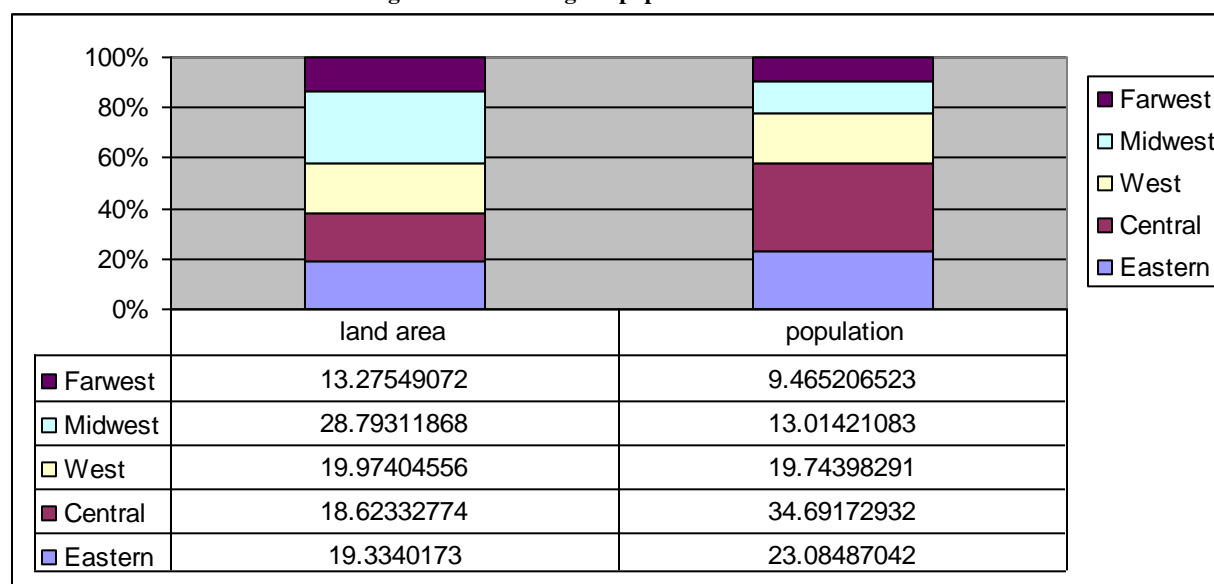 100%
80%
60%
40%
20%
0%
Farwest
Midwest
West
Central
Eastern
land area population
Farwest 13.27549072 9.465206523
Midwest 28.79311868 13.01421083
West 19.97404556 19.74398291
Central 18.62332774 34.69172932
Eastern 19.3340173 23.08487042